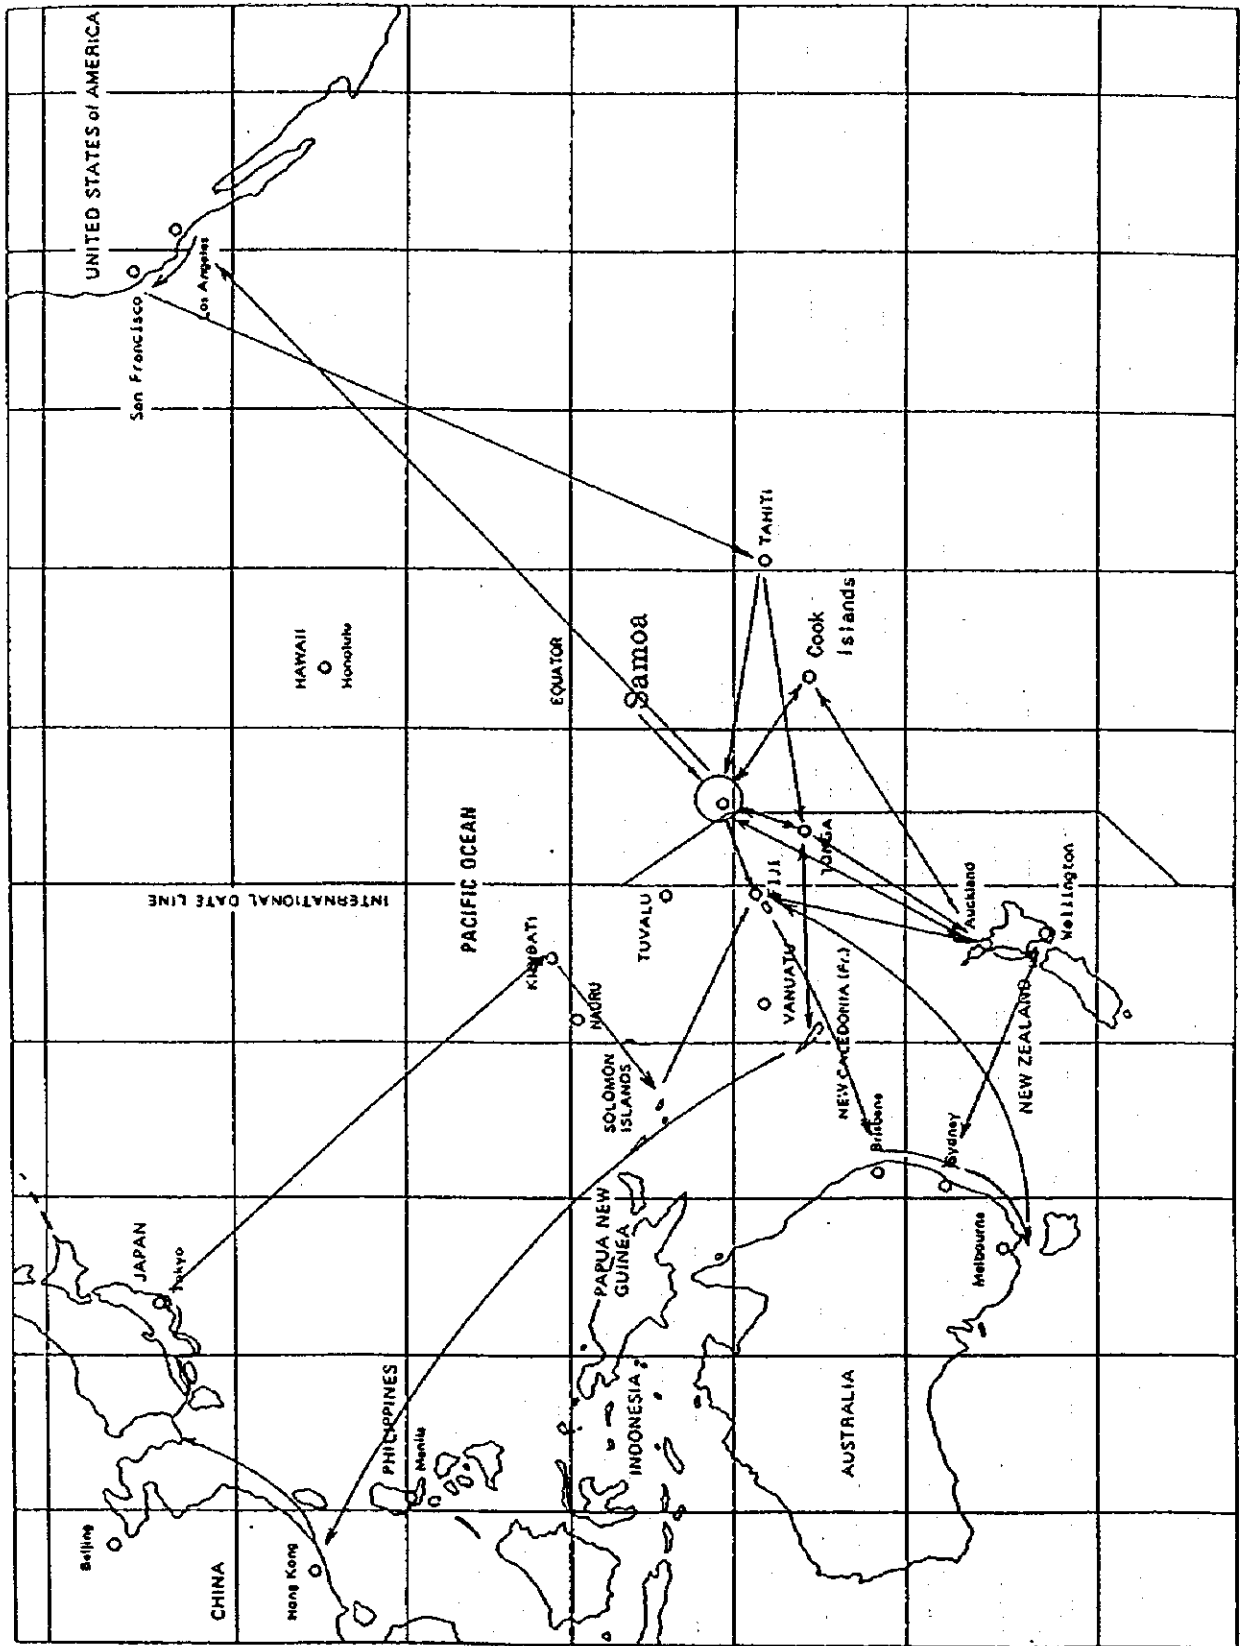 UNITED STATES of AMERICA
San Francisco
Los Angeles
HAWAII
Honolulu
EQUATOR
Samoa
TAHITI
Cook
Islands
PACIFIC OCEAN
INTERNATIONAL DATE LINE
KIRIBATI
NAURU
TUVALU
FIJI
TONGA
VANUATU
SOLOMON
ISLANDS
NEW CALEDONIA (Fr.)
Auckland
Wellington
NEW ZEALAND
Brisbane
Sydney
Melbourne
AUSTRALIA
PAPUA NEW
GUINEA
INDONESIA
PHILIPPINES
Manila
JAPAN
Tokyo
Beijing
CHINA
Hong Kong